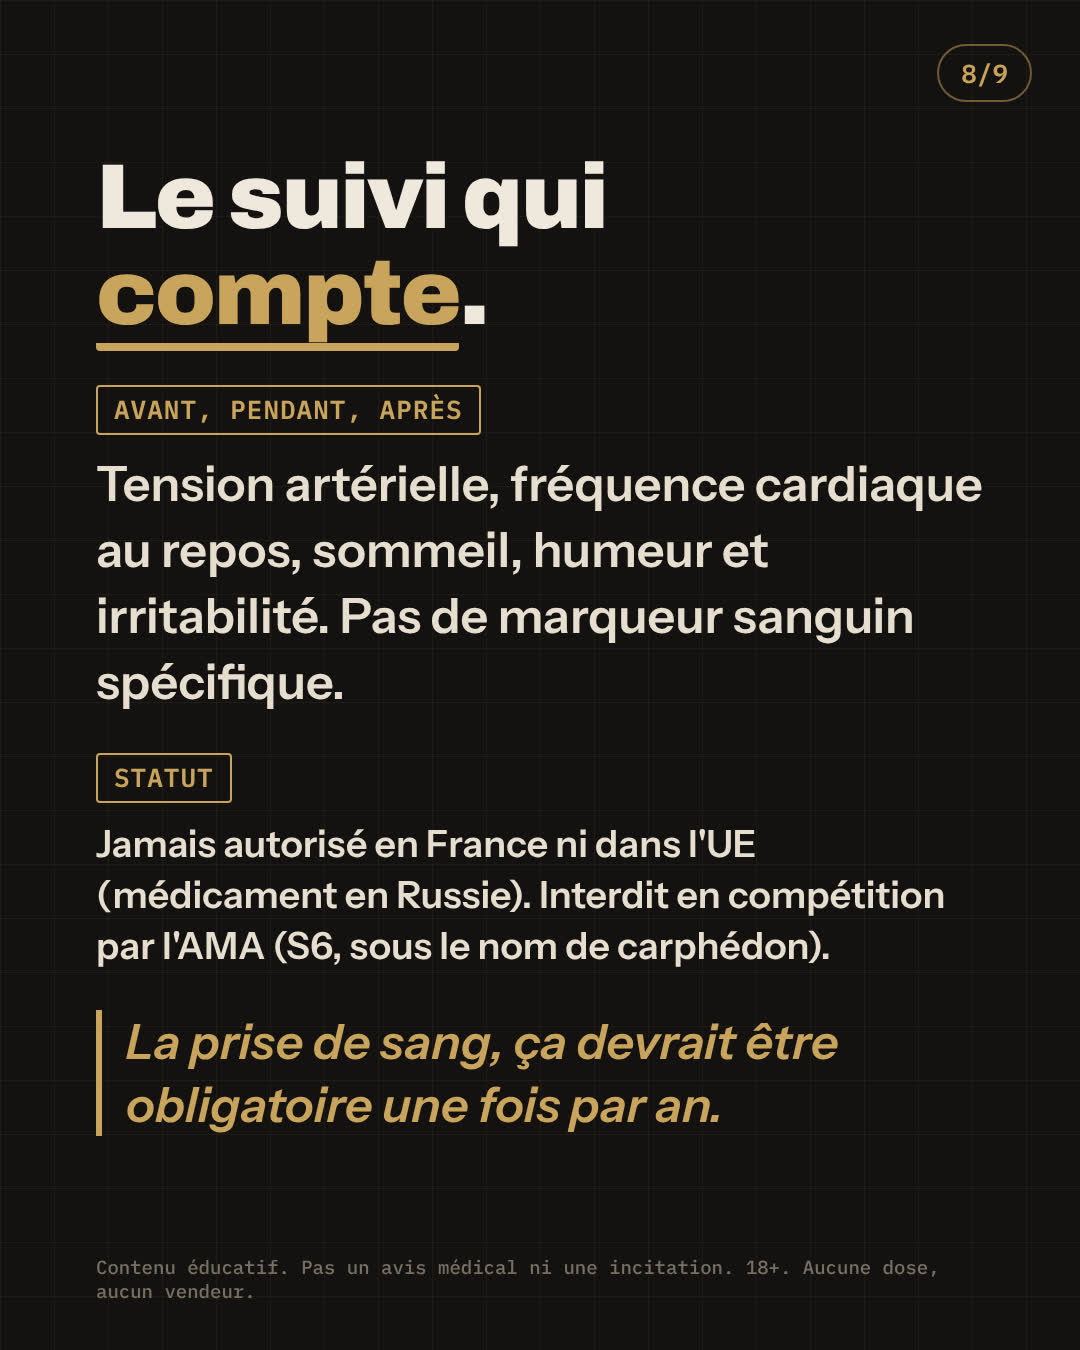 8/9
Le suivi qui
compte.
AVANT, PENDANT, APRÈS
Tension artérielle, fréquence cardiaque
au repos, sommeil, humeur et
irritabilité. Pas de marqueur sanguin
spécifique.
STATUT
Jamais autorisé en France ni dans l'UE
(médicament en Russie). Interdit en compétition
par l'AMA (S6, sous le nom de carphédon).
La prise de sang, ça devrait être
obligatoire une fois par an.
Contenu éducatif. Pas un avis médical ni une incitation. 18+. Aucune dose,
aucun vendeur.